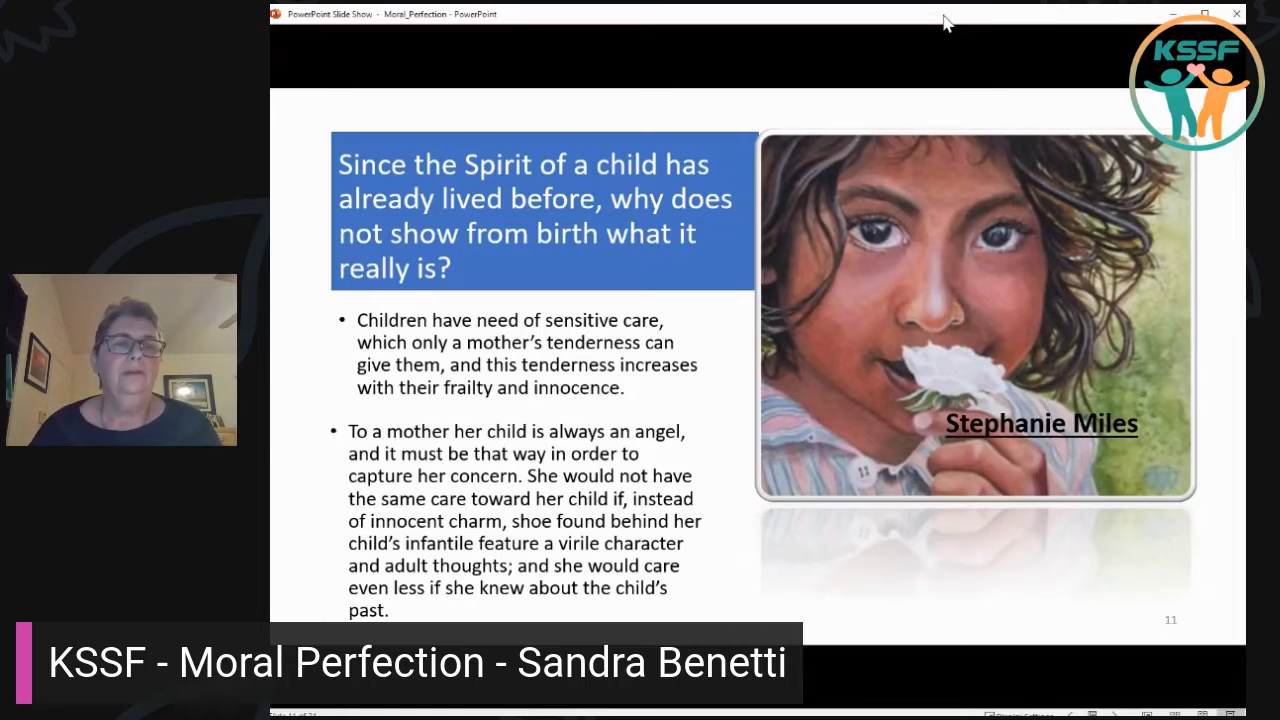 PowerPoint Slide Show - Moral_Perfection - PowerPoint
KSSF
Since the Spirit of a child has
already lived before, why does
not show from birth what it
really is?
• Children have need of sensitive care,
which only a mother's tenderness can
give them, and this tenderness increases
with their frailty and innocence.
• To a mother her child is always an angel,
and it must be that way in order to
capture her concern. She would not have
the same care toward her child if, instead
of innocent charm, shoe found behind her
child's infantile feature a virile character
and adult thoughts; and she would care
even less if she knew about the child's
past.
Stephanie Miles
11
KSSF - Moral Perfection - Sandra Benetti